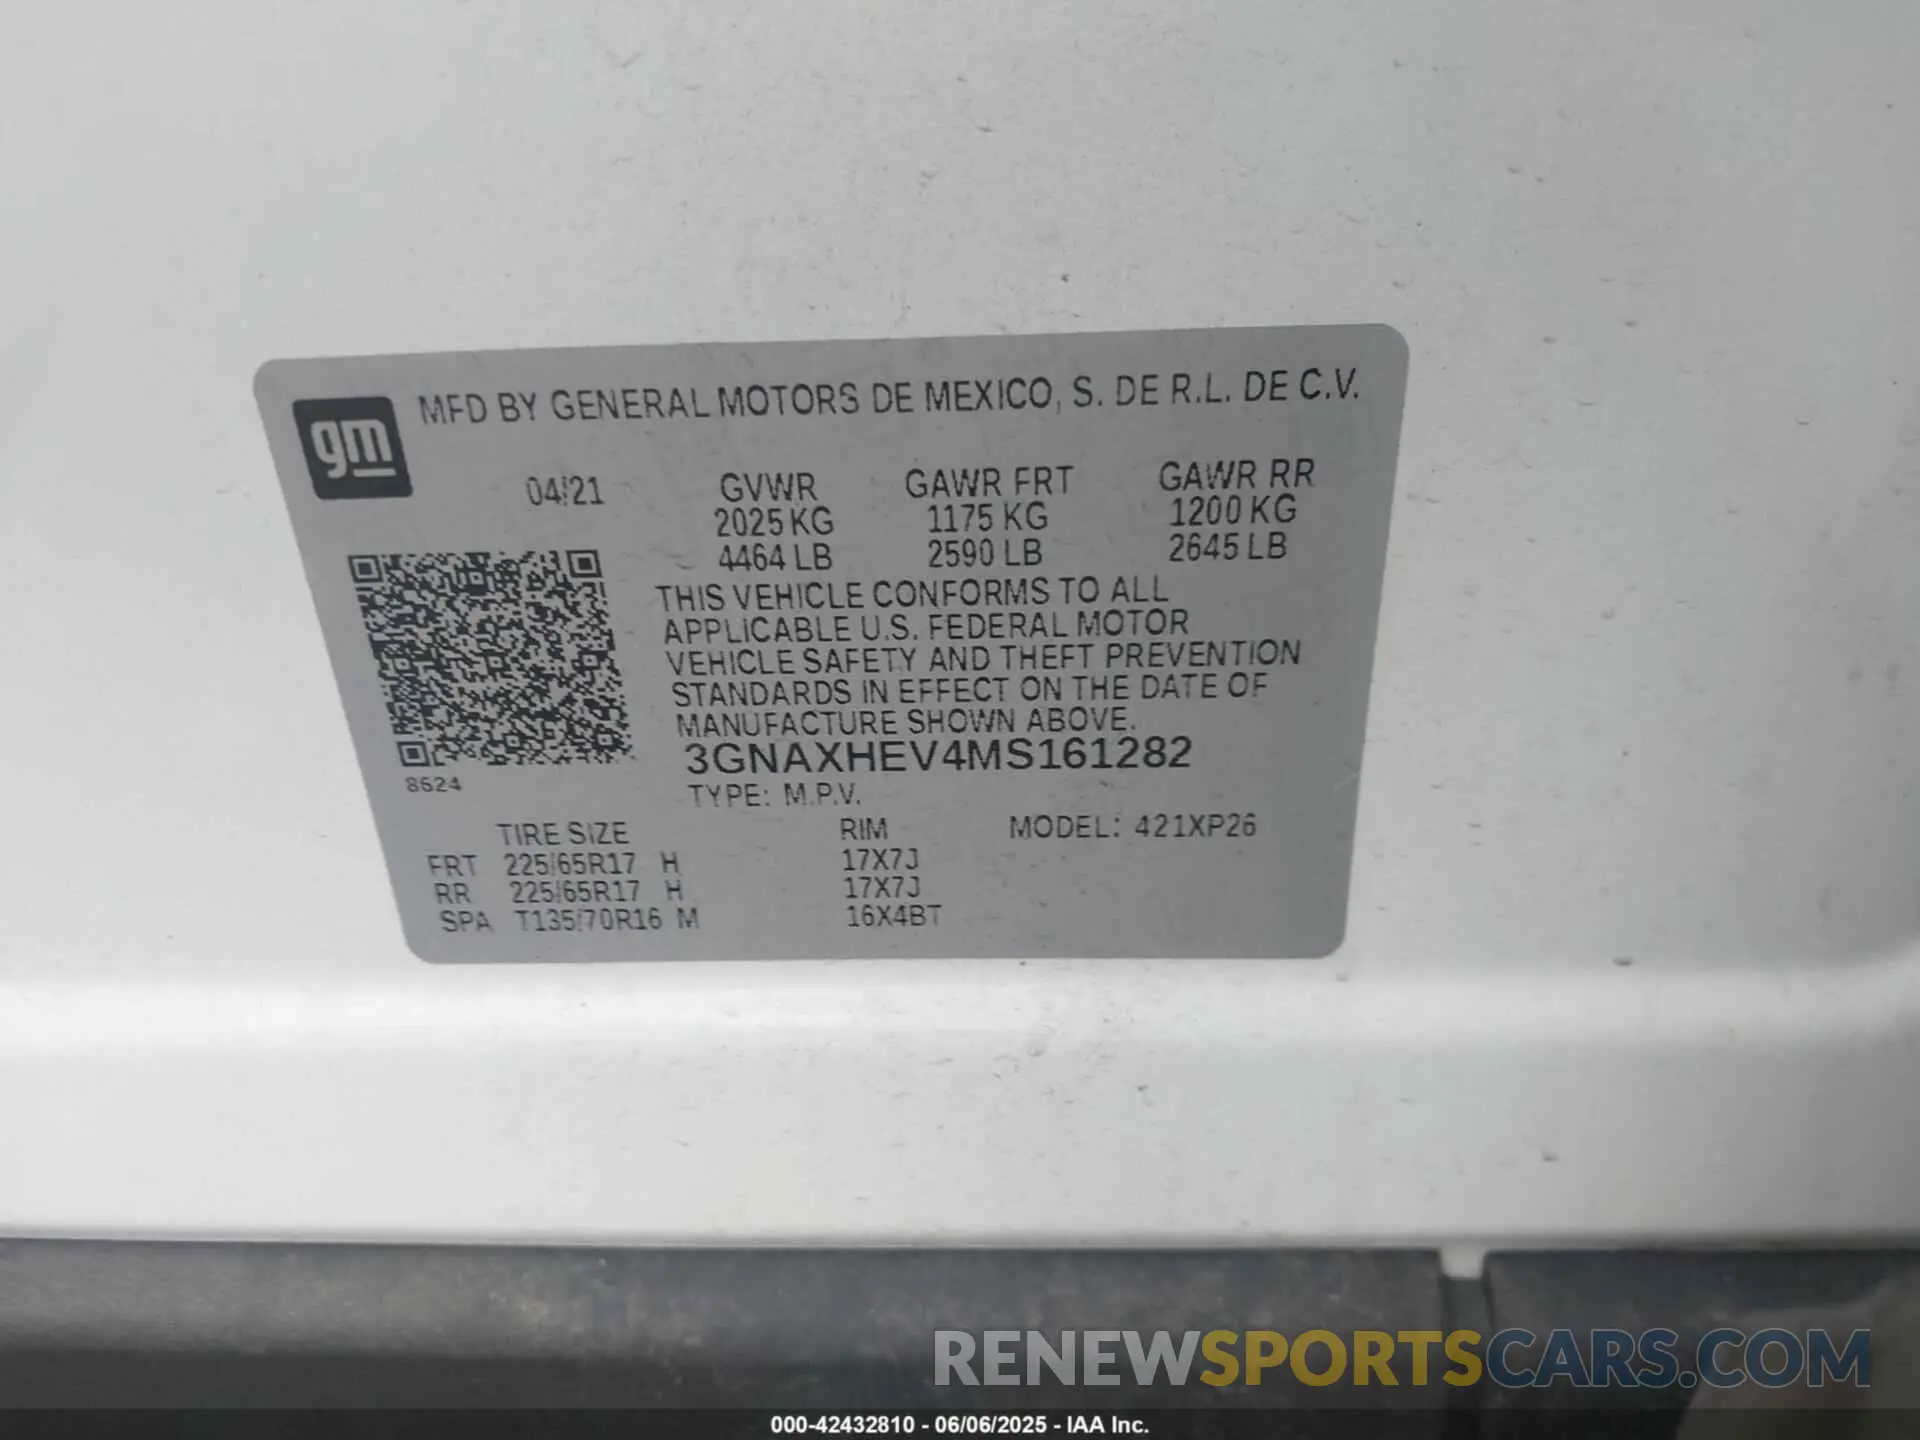 gm
MFD BY GENERAL MOTORS DE MEXICO, S. DE R.L. DE C.V.
04/21 GVWR GAWR FRT GAWR RR
2025 KG 1175 KG 1200 KG
4464 LB 2590 LB 2645 LB
THIS VEHICLE CONFORMS TO ALL
APPLICABLE U.S. FEDERAL MOTOR
VEHICLE SAFETY AND THEFT PREVENTION
STANDARDS IN EFFECT ON THE DATE OF
MANUFACTURE SHOWN ABOVE.
3GNAXHEV4MS161282
8624
TYPE: M.P.V.
TIRE SIZE RIM MODEL: 421XP26
FRT 225/65R17 H 17X7J
RR 225/65R17 H 17X7J
SPA T135/70R16 M 16X4BT
RENEWSPORTSCARS.COM
000-42432810 - 06/06/2025 - IAA Inc.